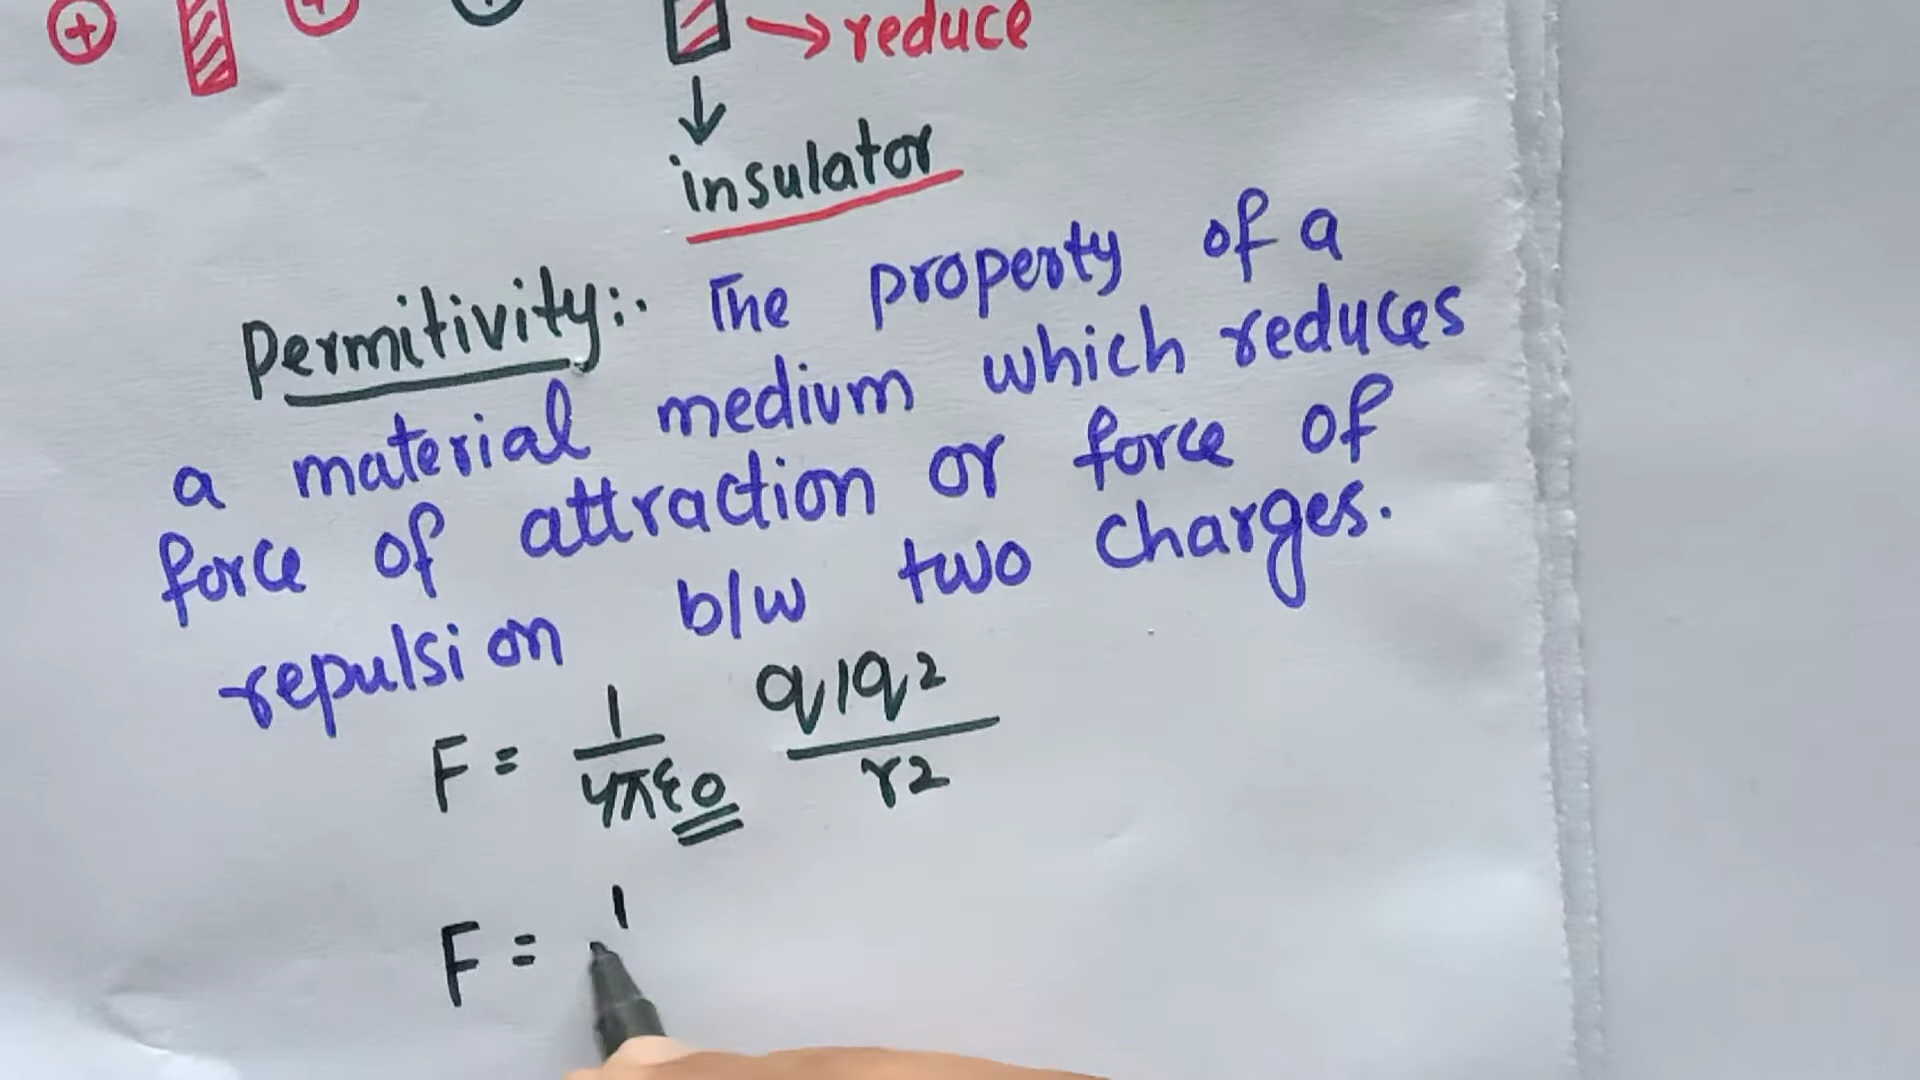 + +
→ reduce
↓
insulator
Permitivity:. The property of a
a material medium which reduces
force of attraction or force of
repulsion b/w two charges.
F = 1/4πε0 q1q2/r2
F = 1